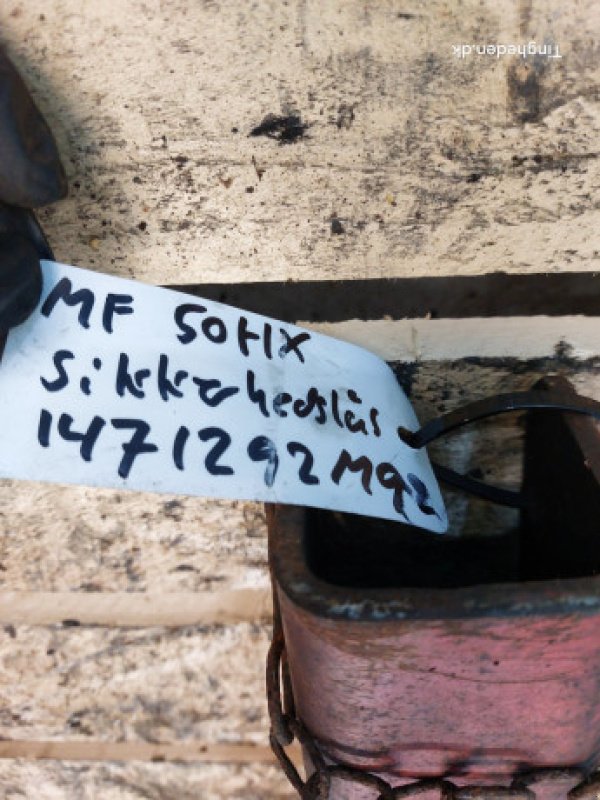 Tingheden.dk
MF 50HX
Sikkerhedslås
1471292M92